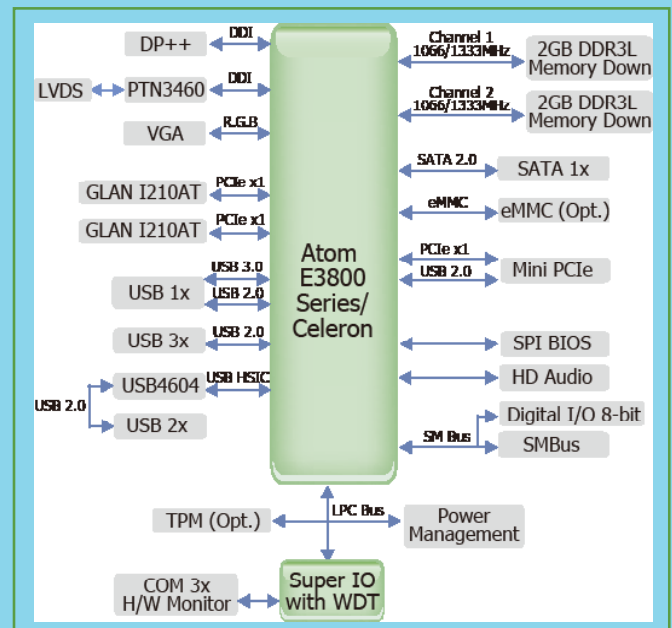 DP++
DDI
LVDS
PTN3460
DDI
VGA
R.G.B
GLAN I210AT
PCIe x1
GLAN I210AT
PCIe x1
USB 1x
USB 3.0
USB 2.0
USB 3x
USB 2.0
USB4604
USB HSIC
USB 2.0
USB 2x
Atom
E3800
Series/
Celeron
Channel 1
1066/1333MHz
2GB DDR3L
Memory Down
Channel 2
1066/1333MHz
2GB DDR3L
Memory Down
SATA 2.0
SATA 1x
eMMC
eMMC (Opt.)
PCIe x1
USB 2.0
Mini PCIe
SPI BIOS
HD Audio
Digital I/O 8-bit
SM Bus
SMBus
TPM (Opt.)
LPC Bus
Power
Management
COM 3x
H/W Monitor
Super IO
with WDT